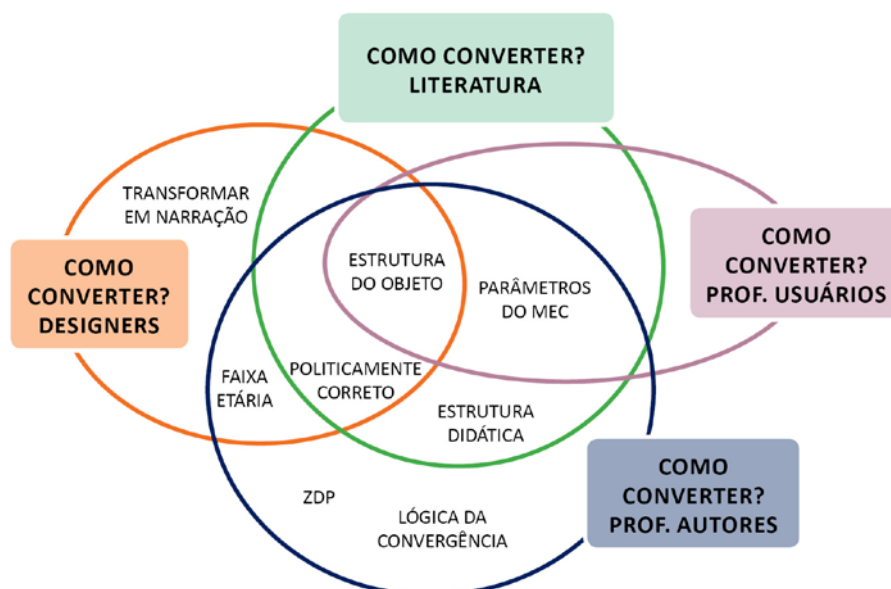 COMO CONVERTER?
LITERATURA
TRANSFORMAR
EM NARRAÇÃO
COMO
CONVERTER?
DESIGNERS
ESTRUTURA
DO OBJETO
PARÂMETROS
DO MEC
COMO
CONVERTER?
PROF. USUÁRIOS
FAIXA
ETÁRIA
POLITICAMENTE
CORRETO
ESTRUTURA
DIDÁTICA
ZDP
LÓGICA DA
CONVERGÊNCIA
COMO
CONVERTER?
PROF. AUTORES